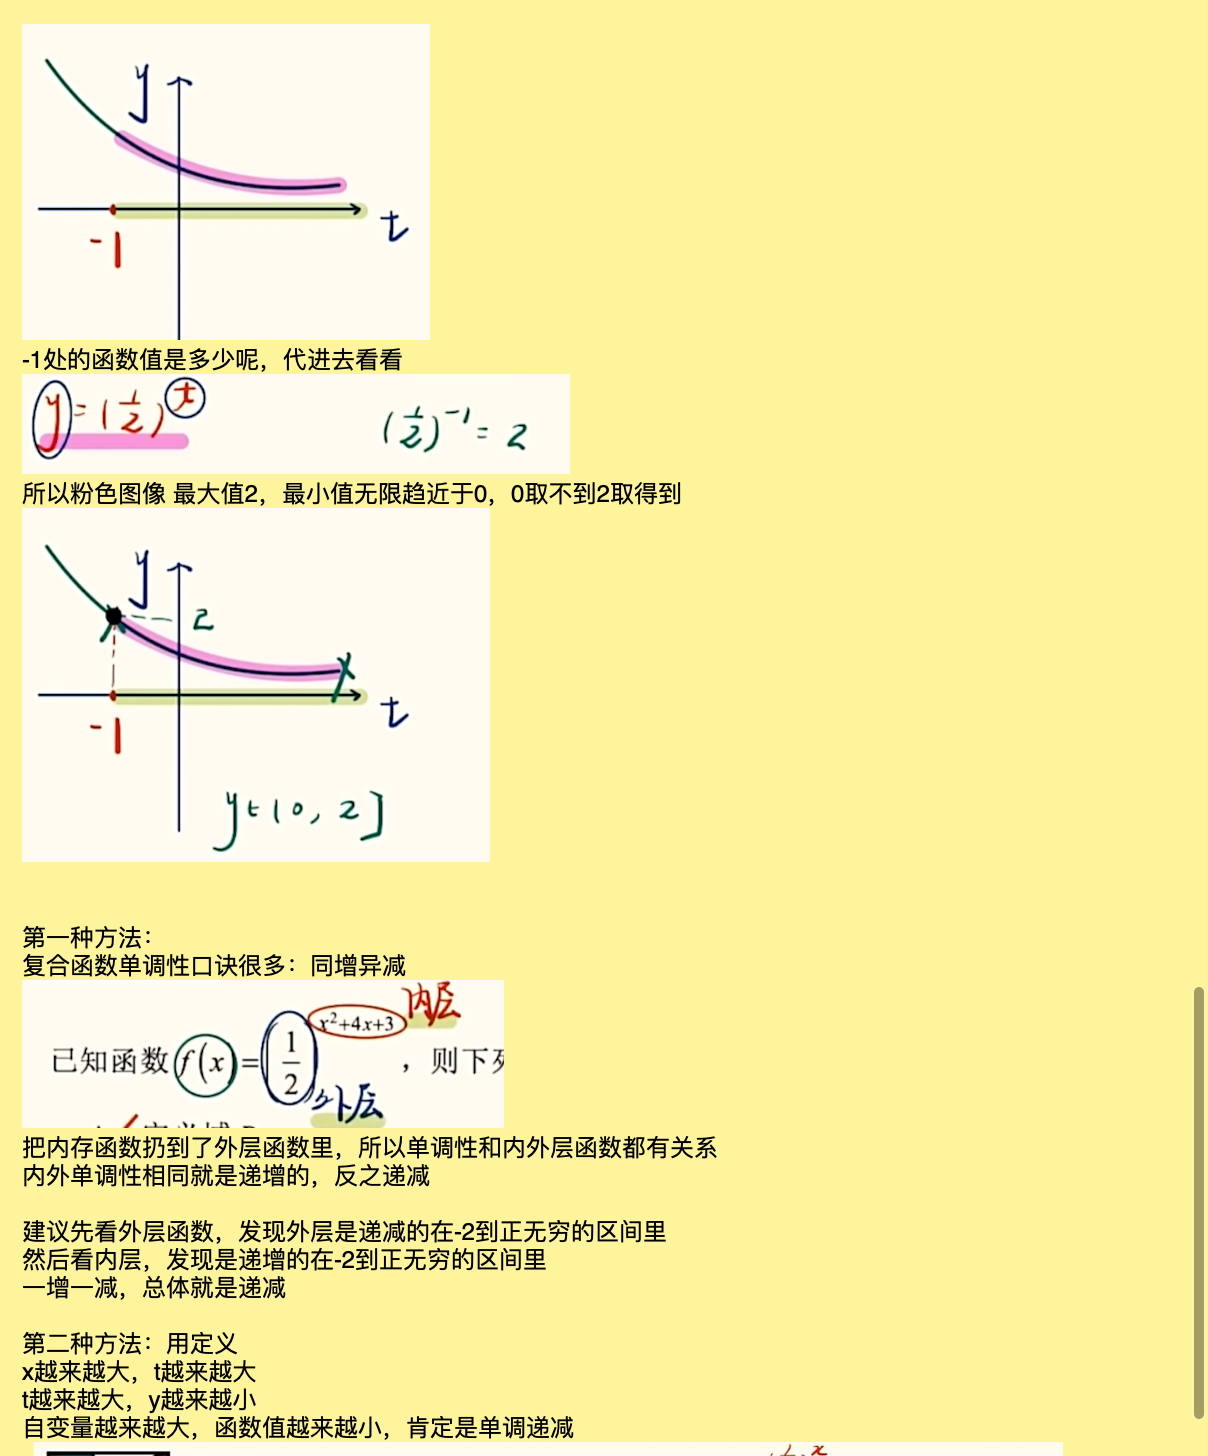 y
t
-1
-1处的函数值是多少呢，代进去看看
y=(1/2)^t (1/2)^-1=2
所以粉色图像 最大值2，最小值无限趋近于0，0取不到2取得到
y
2
t
-1
y∈(0, 2]
第一种方法：
复合函数单调性口诀很多：同增异减
内层
已知函数f(x)=(1/2)^x²+4x+3，则下
外层
把内存函数扔到了外层函数里，所以单调性和内外层函数都有关系
内外单调性相同就是递增的，反之递减
建议先看外层函数，发现外层是递减的在-2到正无穷的区间里
然后看内层，发现是递增的在-2到正无穷的区间里
一增一减，总体就是递减
第二种方法：用定义
x越来越大，t越来越大
t越来越大，y越来越小
自变量越来越大，函数值越来越小，肯定是单调递减